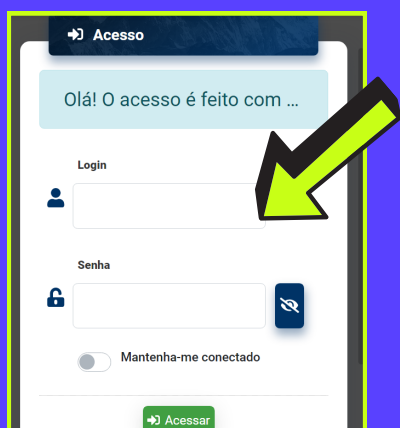 Acesso
Olá! O acesso é feito com ...
Login
Senha
Mantenha-me conectado
Acessar